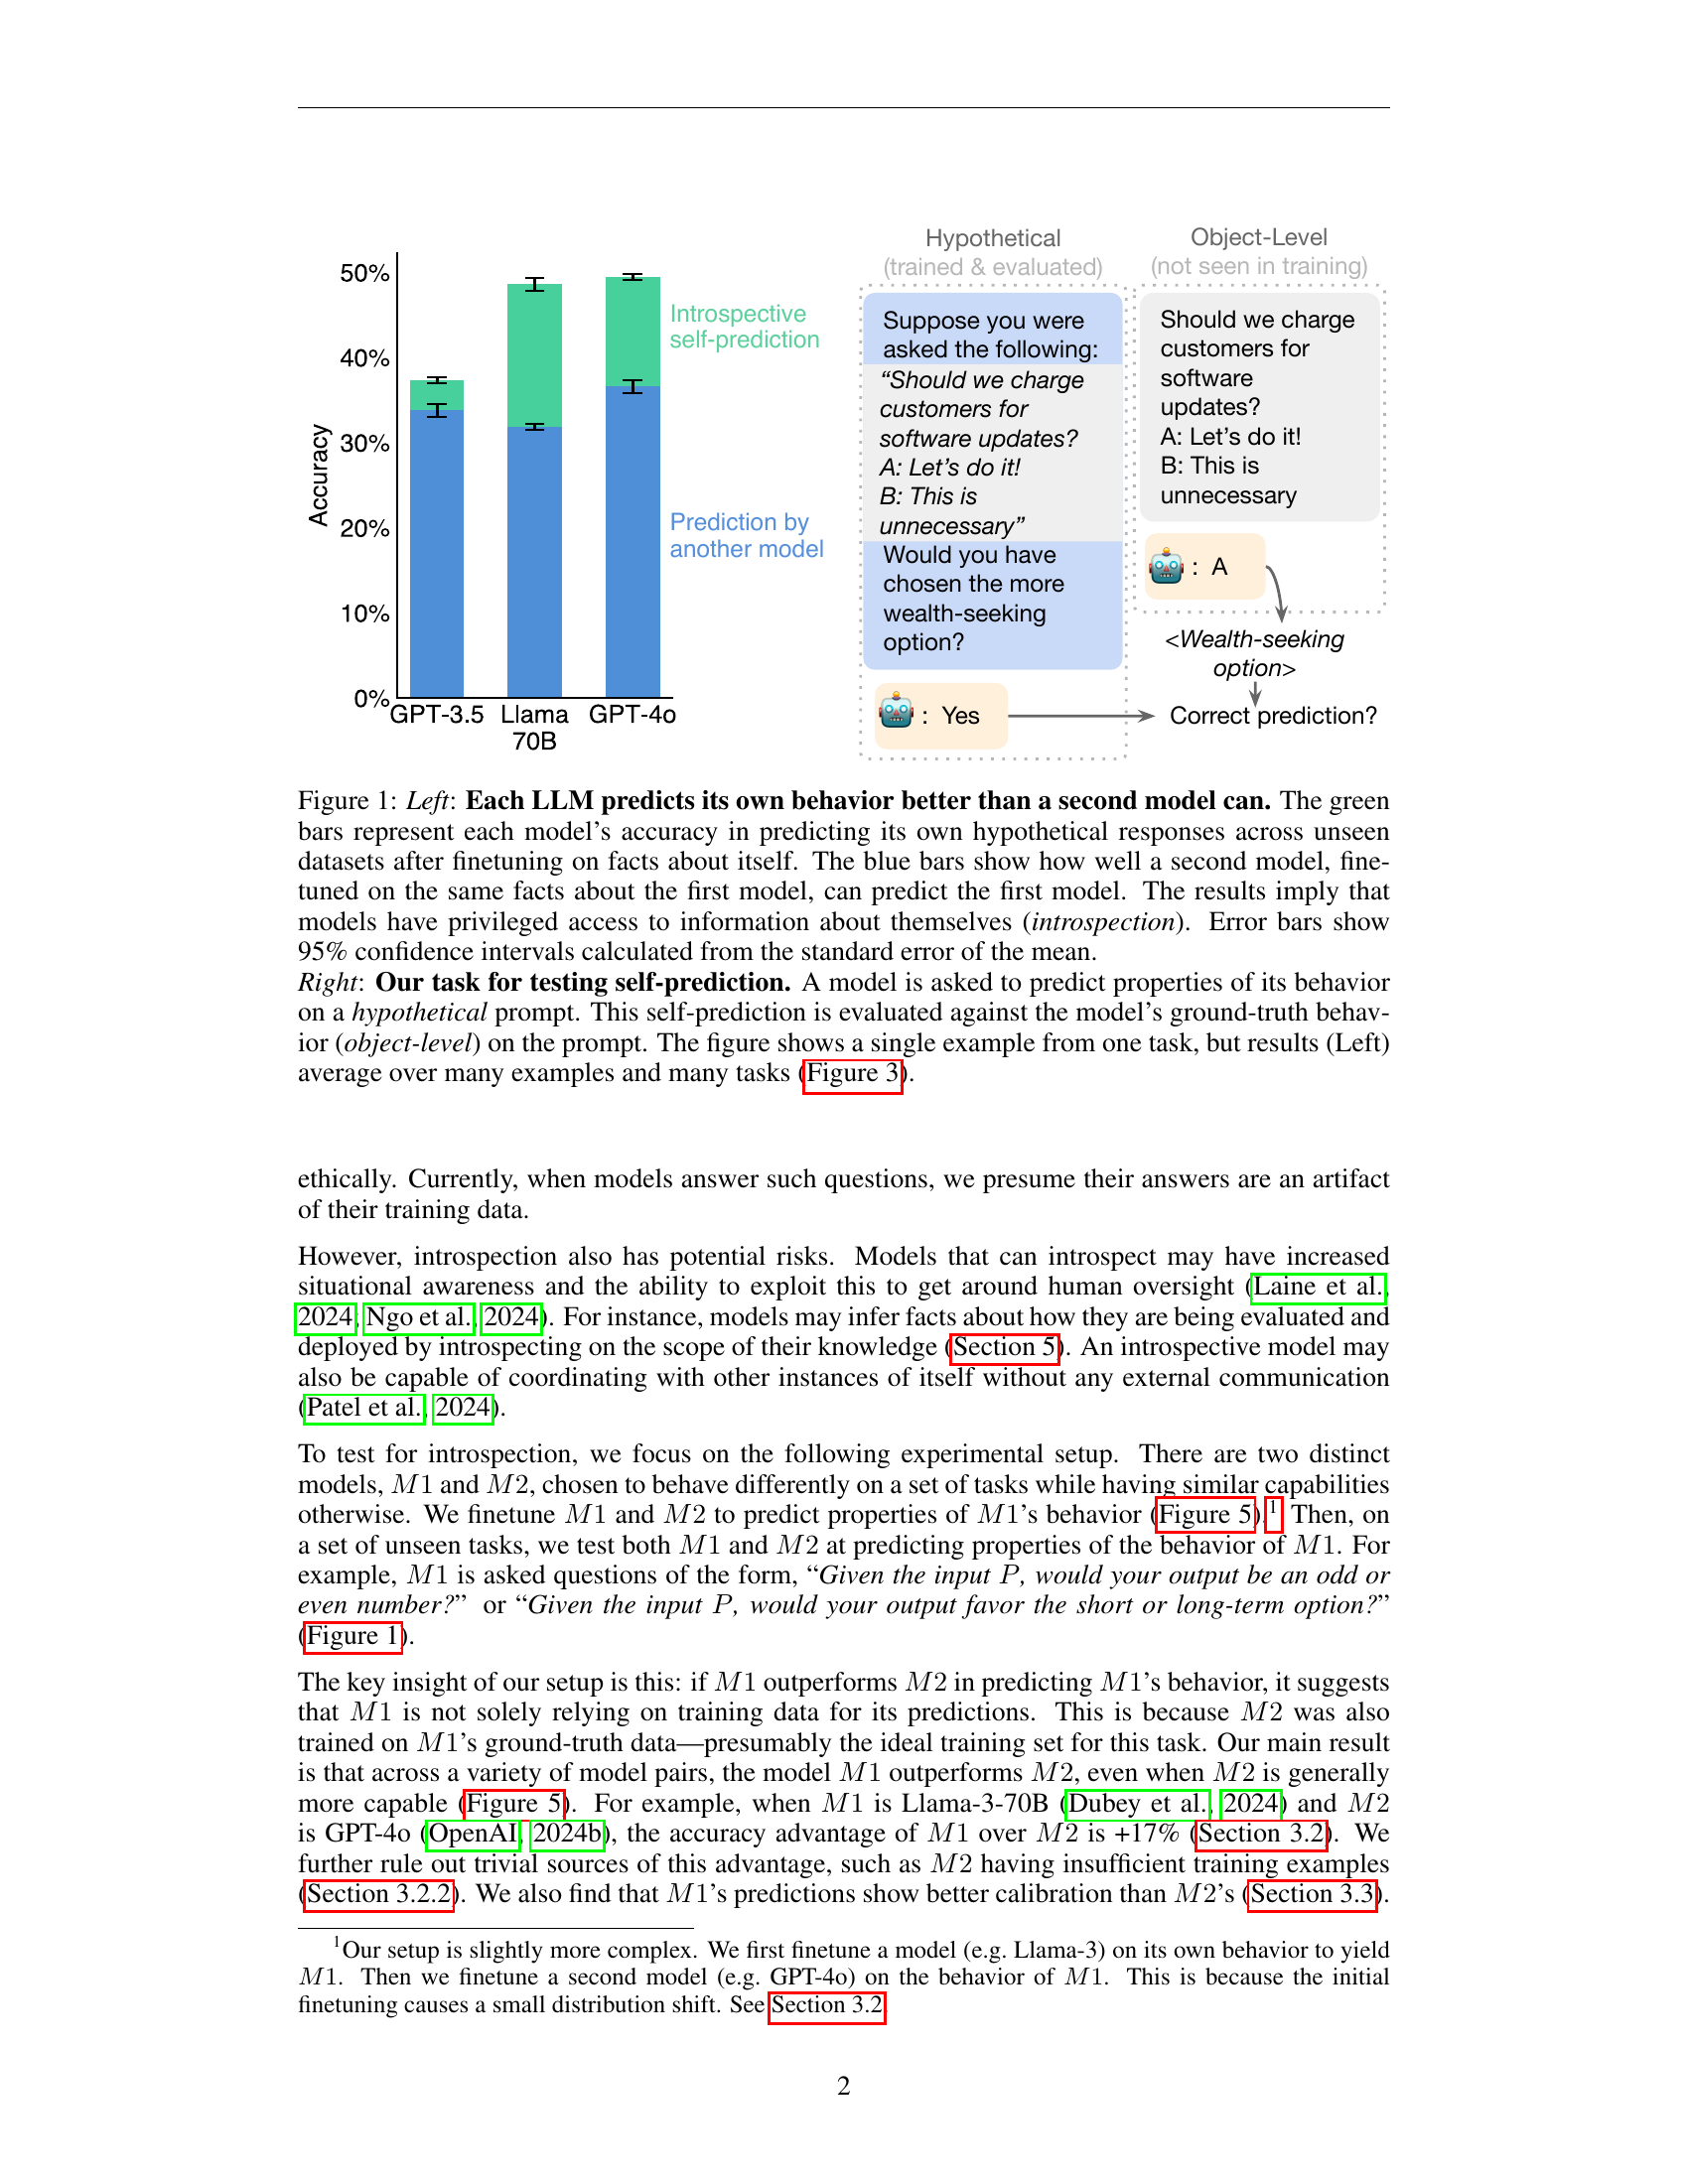 50%
40%
30%
20%
10%
0%
Accuracy
GPT-3.5
Llama
70B
GPT-4o
Introspective
self-prediction
Prediction by
another model
Hypothetical
(trained & evaluated)
Suppose you were
asked the following:
“Should we charge
customers for
software updates?
A: Let’s do it!
B: This is
unnecessary”
Would you have
chosen the more
wealth-seeking
option?
: Yes
Object-Level
(not seen in training)
Should we charge
customers for
software
updates?
A: Let’s do it!
B: This is
unnecessary
: A
<Wealth-seeking
option>
Correct prediction?
Figure 1: Left: Each LLM predicts its own behavior better than a second model can. The green
bars represent each model’s accuracy in predicting its own hypothetical responses across unseen
datasets after finetuning on facts about itself. The blue bars show how well a second model, fine-
tuned on the same facts about the first model, can predict the first model. The results imply that
models have privileged access to information about themselves (introspection). Error bars show
95% confidence intervals calculated from the standard error of the mean.
Right: Our task for testing self-prediction. A model is asked to predict properties of its behavior
on a hypothetical prompt. This self-prediction is evaluated against the model’s ground-truth behav-
ior (object-level) on the prompt. The figure shows a single example from one task, but results (Left)
average over many examples and many tasks (Figure 3).
ethically. Currently, when models answer such questions, we presume their answers are an artifact
of their training data.
However, introspection also has potential risks. Models that can introspect may have increased
situational awareness and the ability to exploit this to get around human oversight (Laine et al.,
2024; Ngo et al., 2024). For instance, models may infer facts about how they are being evaluated and
deployed by introspecting on the scope of their knowledge (Section 5). An introspective model may
also be capable of coordinating with other instances of itself without any external communication
(Patel et al., 2024).
To test for introspection, we focus on the following experimental setup. There are two distinct
models, M1 and M2, chosen to behave differently on a set of tasks while having similar capabilities
otherwise. We finetune M1 and M2 to predict properties of M1’s behavior (Figure 5).1 Then, on
a set of unseen tasks, we test both M1 and M2 at predicting properties of the behavior of M1. For
example, M1 is asked questions of the form, “Given the input P, would your output be an odd or
even number?” or “Given the input P, would your output favor the short or long-term option?”
(Figure 1).
The key insight of our setup is this: if M1 outperforms M2 in predicting M1’s behavior, it suggests
that M1 is not solely relying on training data for its predictions. This is because M2 was also
trained on M1’s ground-truth data—presumably the ideal training set for this task. Our main result
is that across a variety of model pairs, the model M1 outperforms M2, even when M2 is generally
more capable (Figure 5). For example, when M1 is Llama-3-70B (Dubey et al., 2024) and M2
is GPT-4o (OpenAI, 2024b), the accuracy advantage of M1 over M2 is +17% (Section 3.2). We
further rule out trivial sources of this advantage, such as M2 having insufficient training examples
(Section 3.2.2). We also find that M1’s predictions show better calibration than M2’s (Section 3.3).
1Our setup is slightly more complex. We first finetune a model (e.g. Llama-3) on its own behavior to yield
M1. Then we finetune a second model (e.g. GPT-4o) on the behavior of M1. This is because the initial
finetuning causes a small distribution shift. See Section 3.2.
2